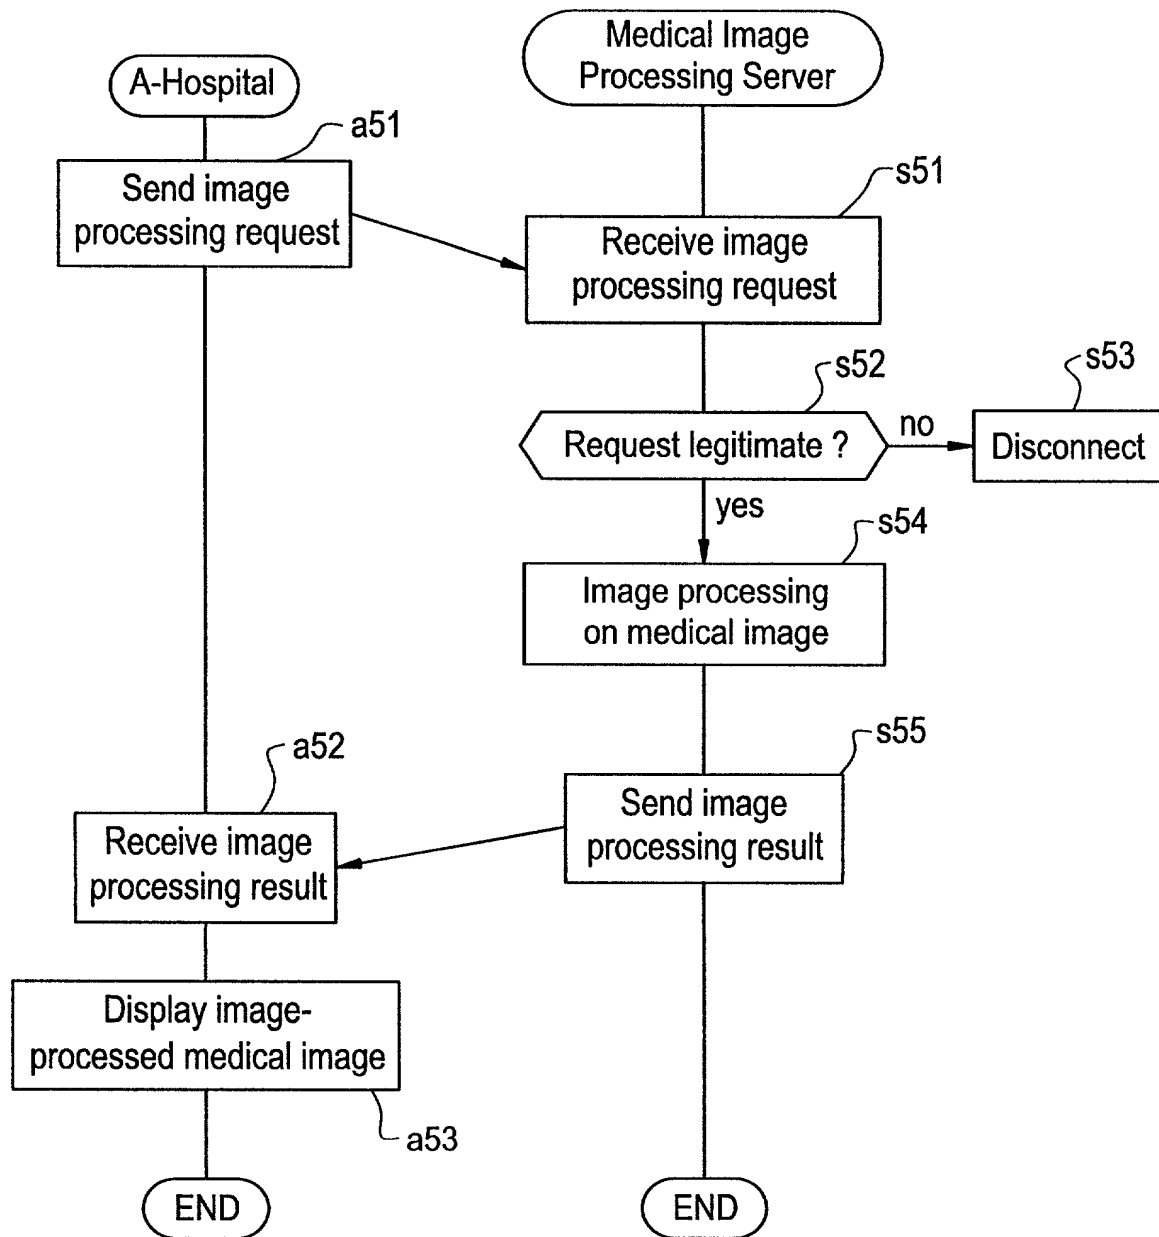 A-Hospital
Medical Image
Processing Server
a51
Send image
processing request
s51
Receive image
processing request
s52
Request legitimate ?
no
s53
Disconnect
yes
s54
Image processing
on medical image
s55
Send image
processing result
a52
Receive image
processing result
Display image-
processed medical image
a53
END
END